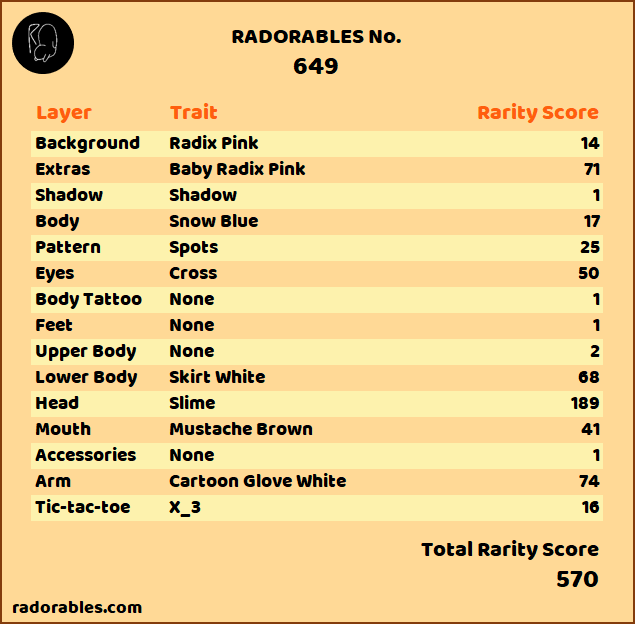 RADORABLES No.
649
Layer Trait Rarity Score
Background Radix Pink 14
Extras Baby Radix Pink 71
Shadow Shadow 1
Body Snow Blue 17
Pattern Spots 25
Eyes Cross 50
Body Tattoo None 1
Feet None 1
Upper Body None 2
Lower Body Skirt White 68
Head Slime 189
Mouth Mustache Brown 41
Accessories None 1
Arm Cartoon Glove White 74
Tic-tac-toe X_3 16
Total Rarity Score
570
radorables.com